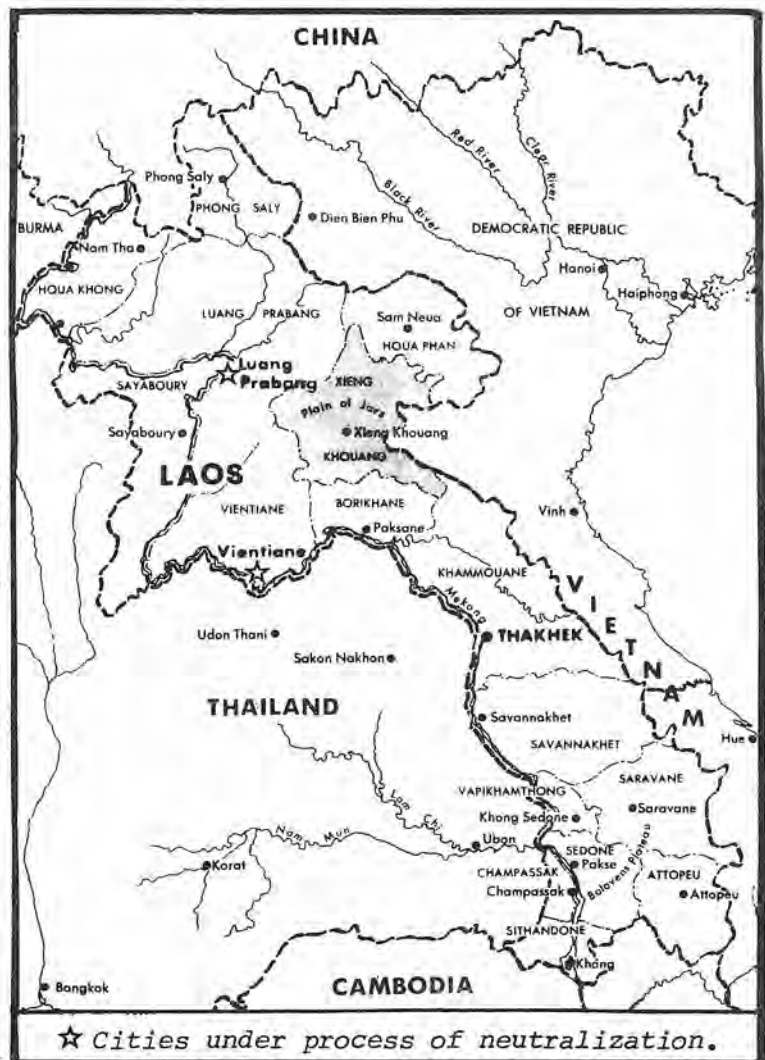 CHINA
Red River
Clear River
Black River
Phong Saly
PHONG SALY
Dien Bien Phu
BURMA
DEMOCRATIC REPUBLIC
OF VIETNAM
Nam Tha
Hanoi
Haiphong
HOUA KHONG
LUANG PRABANG
Sam Neua
HOUA PHAN
Luang
Prabang
SAYABOURY
XIENG
Plain of Jars
Sayaboury
Xieng Khouang
KHOUANG
LAOS
VIENTIANE
BORIKHANE
Vinh
Paksane
Vientiane
KHAMMOUANE
VIETNAM
Mekong
Udon Thani
THAKHEK
Sakon Nakhon
THAILAND
Savannakhet
Hue
SAVANNAKHET
SARAVANE
VAPIKHAMTHONG
Saravane
Lam Chi
Khong Sedone
Nam Mun
Ubon
SEDONE
Korat
Pakse
CHAMPASSAK
Bolovens Plateau
ATTOPEU
Champassak
Attopeu
SITHANDONE
Khong
Bangkok
CAMBODIA
☆ Cities under process of neutralization.